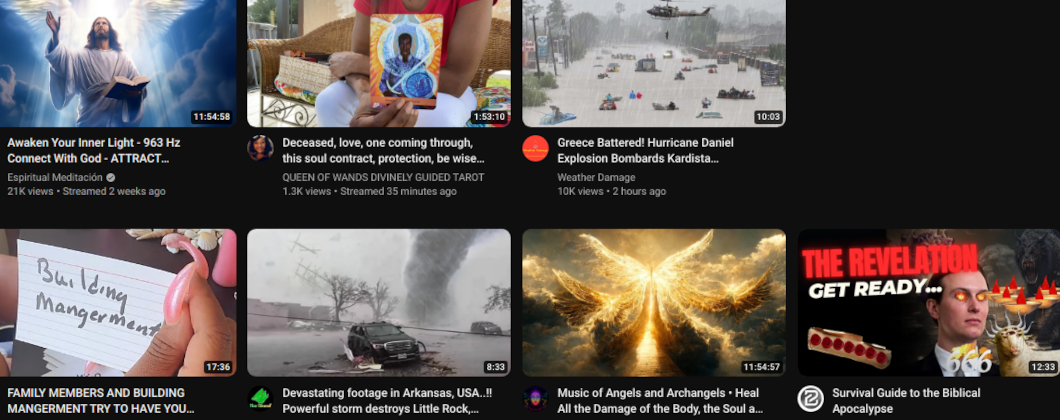 11:54:58
1:53:10
10:03
Awaken Your Inner Light - 963 Hz
Connect With God - ATTRACT…
Espiritual Meditación
21K views • Streamed 2 weeks ago
Deceased, love, one coming through,
this soul contract, protection, be wise…
QUEEN OF WANDS DIVINELY GUIDED TAROT
1.3K views • Streamed 35 minutes ago
Greece Battered! Hurricane Daniel
Explosion Bombards Kardista…
Weather Damage
10K views • 2 hours ago
Building
Mangerment
17:36
8:33
11:54:57
THE REVELATION
GET READY...
666
12:33
FAMILY MEMBERS AND BUILDING
MANGERMENT TRY TO HAVE YOU…
Devastating footage in Arkansas, USA..!!
Powerful storm destroys Little Rock,…
Music of Angels and Archangels • Heal
All the Damage of the Body, the Soul a…
Survival Guide to the Biblical
Apocalypse